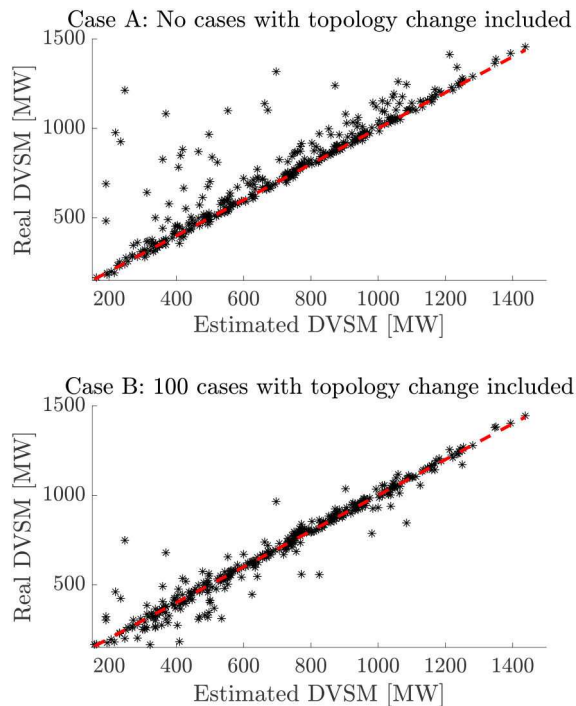 Case A: No cases with topology change included
1500
1000
500
Real DVSM [MW]
200 400 600 800 1000 1200 1400
Estimated DVSM [MW]
Case B: 100 cases with topology change included
1500
1000
500
Real DVSM [MW]
200 400 600 800 1000 1200 1400
Estimated DVSM [MW]